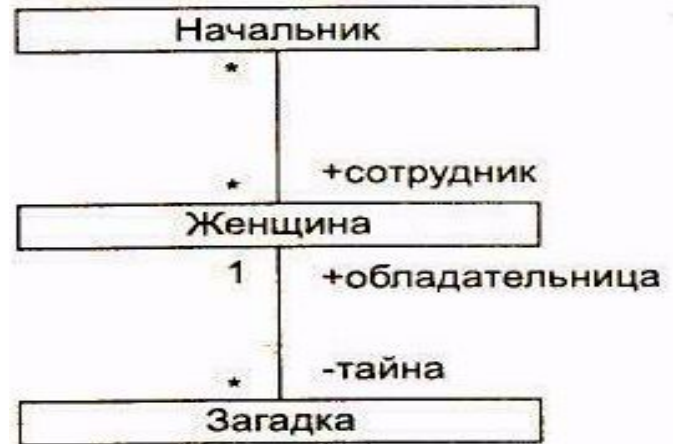 Начальник
*
* +сотрудник
Женщина
1 +обладательница
* -тайна
Загадка